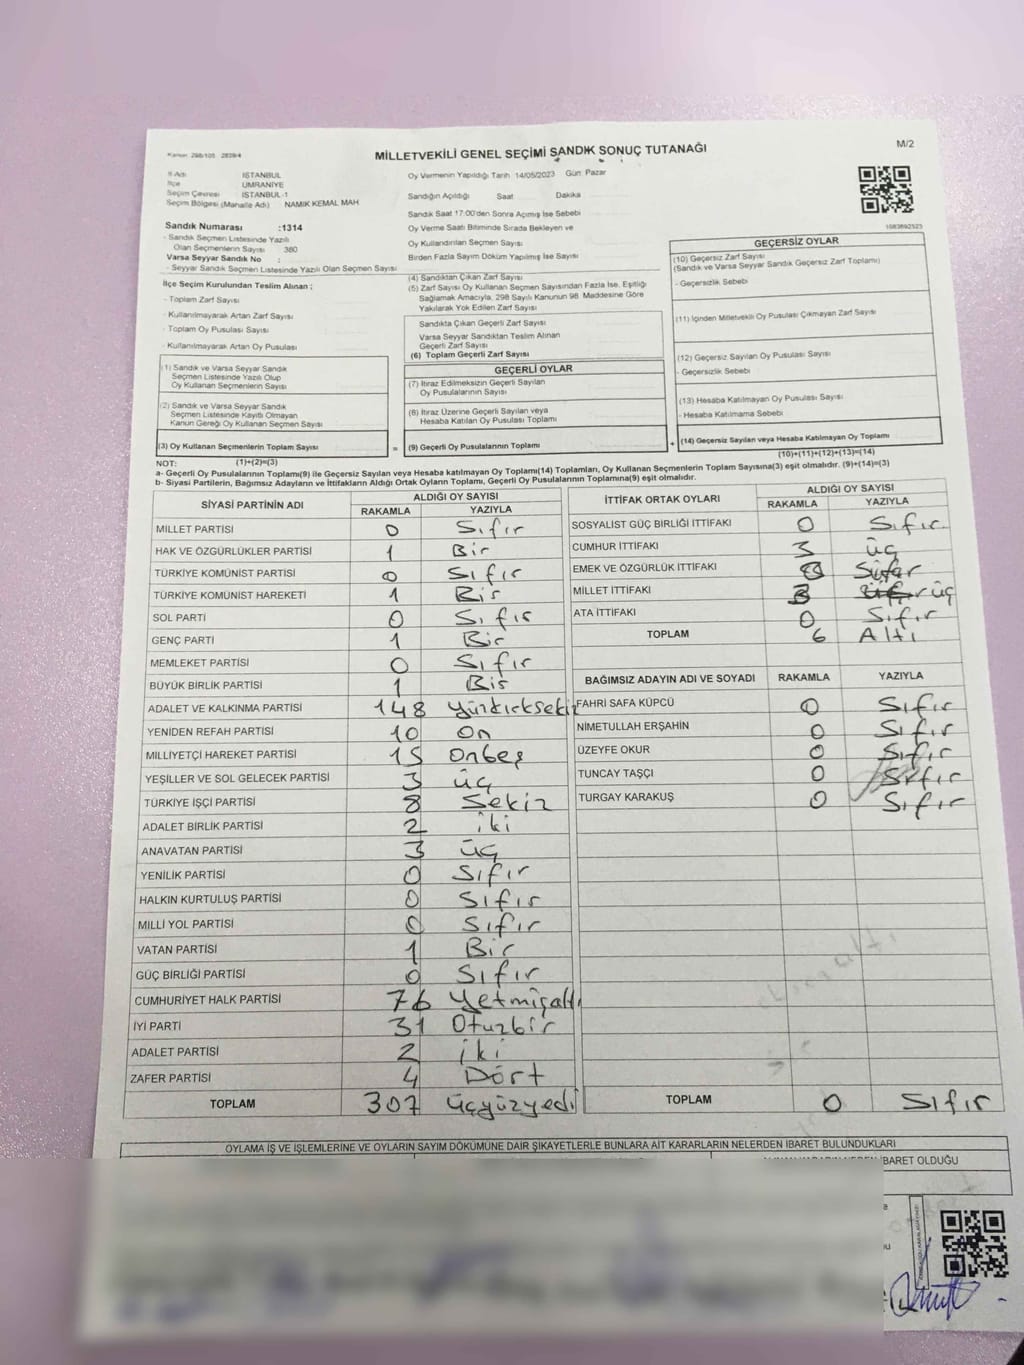 Kanun: 298/105 2839/4
MİLLETVEKİLİ GENEL SEÇİMİ SANDIK SONUÇ TUTANAĞI
M/2
İl Adı İSTANBUL
İlçe ÜMRANİYE
Seçim Çevresi İSTANBUL-1
Seçim Bölgesi (Mahalle Adı) NAMIK KEMAL MAH
Sandık Numarası :1314
- Sandık Seçmen Listesinde Yazılı
Olan Seçmenlerin Sayısı 380
Varsa Seyyar Sandık No :
- Seyyar Sandık Seçmen Listesinde Yazılı Olan Seçmen Sayısı
Oy Vermenin Yapıldığı Tarih 14/05/2023 Gün: Pazar
Sandığın Açıldığı Saat Dakika
Sandık Saat 17:00'den Sonra Açımış İse Sebebi
Oy Verme Saati Bitiminde Sırada Bekleyen ve
Oy Kullandırılan Seçmen Sayısı
Birden Fazla Sayım Döküm Yapılmış İse Sayısı
1083692523
İlçe Seçim Kurulundan Teslim Alınan ;
- Toplam Zarf Sayısı
- Kullanılmayarak Artan Zarf Sayısı
- Toplam Oy Pusulası Sayısı
- Kullanılmayarak Artan Oy Pusulası
(4) Sandıktan Çıkan Zarf Sayısı
(5) Zarf Sayısı Oy Kullanan Seçmen Sayısından Fazla İse, Eşitliği
Sağlamak Amacıyla, 298 Sayılı Kanunun 98. Maddesine Göre
Yakılarak Yok Edilen Zarf Sayısı
Sandıkta Çıkan Geçerli Zarf Sayısı
Varsa Seyyar Sandıktan Teslim Alınan
Geçerli Zarf Sayısı
(6) Toplam Geçerli Zarf Sayısı
GEÇERSİZ OYLAR
(10) Geçersiz Zarf Sayısı
(Sandık ve Varsa Seyyar Sandık Geçersiz Zarf Toplamı)
- Geçersizlik Sebebi
(11) İçinden Milletvekili Oy Pusulası Çıkmayan Zarf Sayısı
(12) Geçersiz Sayılan Oy Pusulası Sayısı
- Geçersizlik Sebebi
(13) Hesaba Katılmayan Oy Pusulası Sayısı
- Hesaba Katılmama Sebebi
(14) Geçersiz Sayılan veya Hesaba Katılmayan Oy Toplamı
(10)+(11)+(12)+(13)=(14)
(1) Sandık ve Varsa Seyyar Sandık
Seçmen Listesinde Yazılı Olup
Oy Kullanan Seçmenlerin Sayısı
(2) Sandık ve Varsa Seyyar Sandık
Seçmen Listesinde Kayıtlı Olmayan
Kanun Gereği Oy Kullanan Seçmen Sayısı
(3) Oy Kullanan Seçmenlerin Toplam Sayısı
=
GEÇERLİ OYLAR
(7) İtiraz Edilmeksizin Geçerli Sayılan
Oy Pusulalarının Sayısı
(8) İtiraz Üzerine Geçerli Sayılan veya
Hesaba Katılan Oy Pusulası Toplamı
(9) Geçerli Oy Pusulalarının Toplamı
+
NOT: (1)+(2)=(3)
a- Geçerli Oy Pusulalarının Toplamı(9) ile Geçersiz Sayılan veya Hesaba katılmayan Oy Toplamı(14) Toplamları, Oy Kullanan Seçmenlerin Toplam Sayısına(3) eşit olmalıdır. (9)+(14)=(3)
b- Siyasi Partilerin, Bağımsız Adayların ve İttifakların Aldığı Ortak Oyların Toplamı, Geçerli Oy Pusulalarının Toplamına(9) eşit olmalıdır.
SİYASİ PARTİNİN ADI ALDIĞI OY SAYISI
RAKAMLA YAZIYLA
MİLLET PARTİSİ 0 Sıfır
HAK VE ÖZGÜRLÜKLER PARTİSİ 1 Bir
TÜRKİYE KOMÜNİST PARTİSİ 0 Sıfır
TÜRKİYE KOMÜNİST HAREKETİ 1 Bir
SOL PARTİ 0 Sıfır
GENÇ PARTİ 1 Bir
MEMLEKET PARTİSİ 0 Sıfır
BÜYÜK BİRLİK PARTİSİ 1 Bir
ADALET VE KALKINMA PARTİSİ 148 Yüzkırksekiz
YENİDEN REFAH PARTİSİ 10 On
MİLLİYETÇİ HAREKET PARTİSİ 15 Onbeş
YEŞİLLER VE SOL GELECEK PARTİSİ 3 üç
TÜRKİYE İŞÇİ PARTİSİ 8 Sekiz
ADALET BİRLİK PARTİSİ 2 iki
ANAVATAN PARTİSİ 3 üç
YENİLİK PARTİSİ 0 Sıfır
HALKIN KURTULUŞ PARTİSİ 0 Sıfır
MİLLİ YOL PARTİSİ 0 Sıfır
VATAN PARTİSİ 1 Bir
GÜÇ BİRLİĞİ PARTİSİ 0 Sıfır
CUMHURİYET HALK PARTİSİ 76 Yetmişaltı
İYİ PARTİ 31 Otuzbir
ADALET PARTİSİ 2 iki
ZAFER PARTİSİ 4 Dört
TOPLAM 307 üçyüzyedi
İTTİFAK ORTAK OYLARI ALDIĞI OY SAYISI
RAKAMLA YAZIYLA
SOSYALİST GÜÇ BİRLİĞİ İTTİFAKI 0 Sıfır
CUMHUR İTTİFAKI 3 üç
EMEK VE ÖZGÜRLÜK İTTİFAKI
MİLLET İTTİFAKI 3 üç
ATA İTTİFAKI 0 Sıfır
TOPLAM 6 Altı
BAĞIMSIZ ADAYIN ADI VE SOYADI RAKAMLA YAZIYLA
FAHRİ SAFA KÜPCÜ 0 Sıfır
NİMETULLAH ERŞAHİN 0 Sıfır
ÜZEYFE OKUR 0 Sıfır
TUNCAY TAŞÇI 0 Sıfır
TURGAY KARAKUŞ 0 Sıfır
TOPLAM 0 Sıfır
OYLAMA İŞ VE İŞLEMLERİNE VE OYLARIN SAYIM DÖKÜMÜNE DAİR ŞİKAYETLERLE BUNLARA AİT KARARLARIN NELERDEN İBARET BULUNDUKLARI
İBARET OLDUĞU